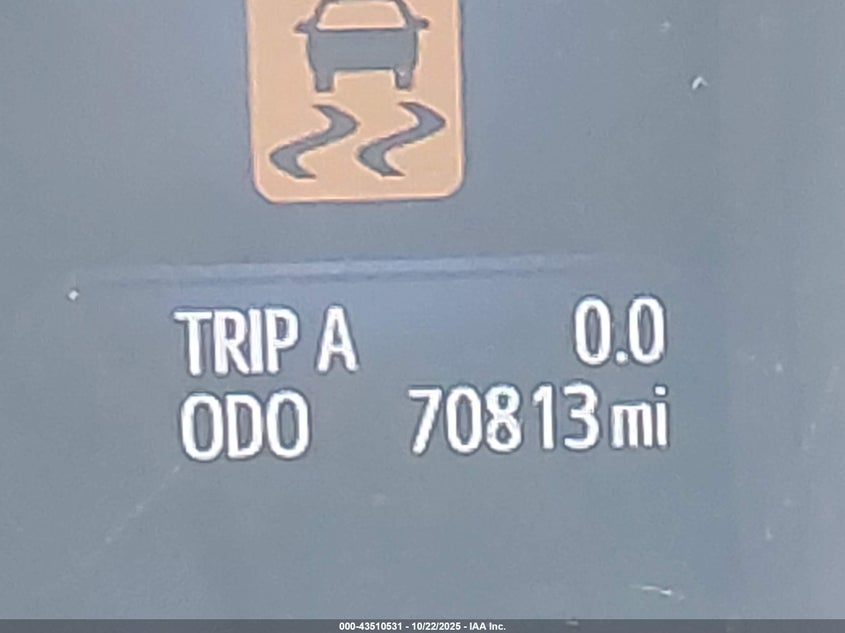 TRIP A 0.0
ODO 70813 mi
000-43510531 - 10/22/2025 - IAA Inc.